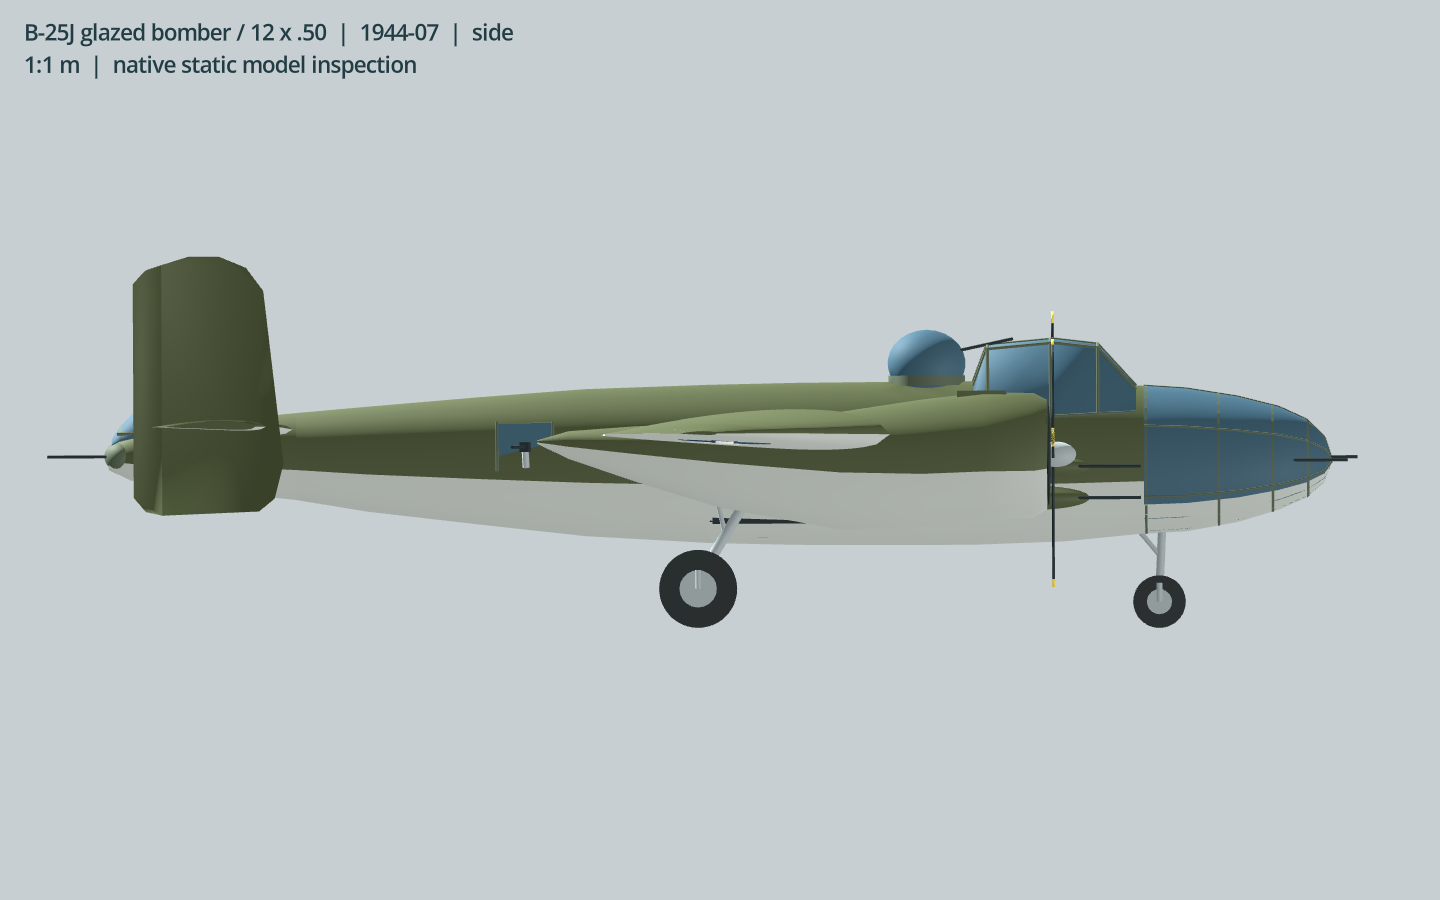 B-25J glazed bomber / 12 x .50 | 1944-07 | side
1:1 m | native static model inspection